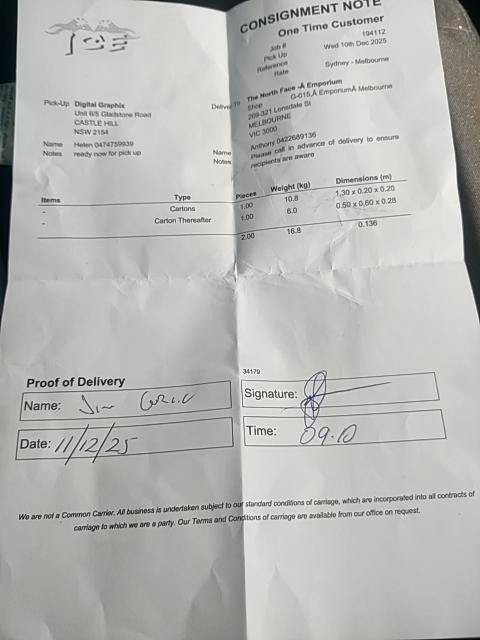 ICE
CONSIGNMENT NOTE
One Time Customer
Job # 194112
Pick Up Wed 10th Dec 2025
Reference
Rate Sydney - Melbourne
Pick-Up Digital Graphix
Unit 6/5 Gladstone Road
CASTLE HILL
NSW 2154
Name Helen 0474759939
Notes ready now for pick up
Deliver The North Face -Â Emporium
Shop G-015,Â EmporiumÂ Melbourne
269-321 Lonsdale St
MELBOURNE
VIC 3000
Name Anthony 0422689136
Notes Please call in advance of delivery to ensure
recipients are aware
Items Type Pieces Weight (kg) Dimensions (m)
- Cartons 1.00 10.8 1.30 x 0.20 x 0.20
- Carton Thereafter 1.00 6.0 0.50 x 0.60 x 0.28
2.00 16.8 0.136
34179
Proof of Delivery
Name: Jim
Signature:
Date: 11/12/25
Time: 09.10
We are not a Common Carrier. All business is undertaken subject to our standard conditions of carriage, which are incorporated into all contracts of
carriage to which we are a party. Our Terms and Conditions of carriage are available from our office on request.